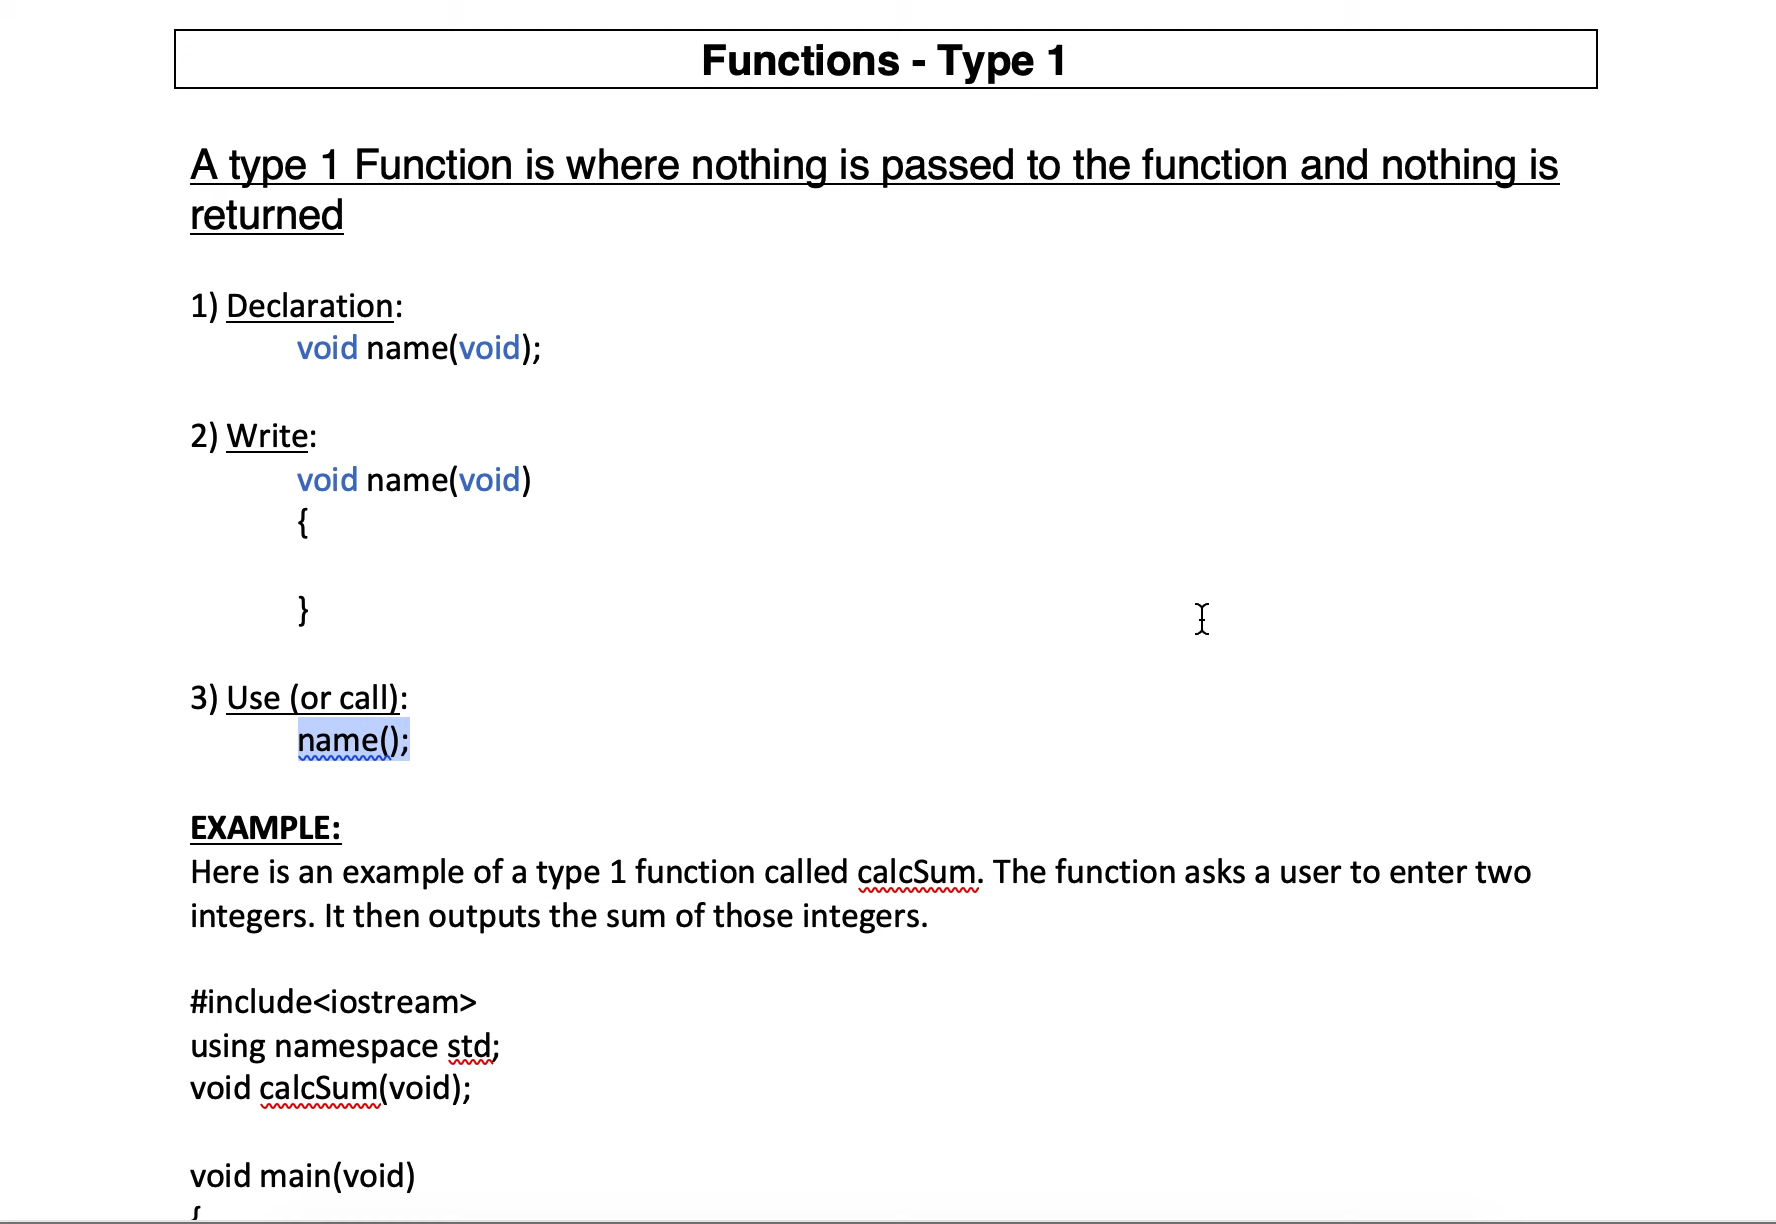 Functions - Type 1
A type 1 Function is where nothing is passed to the function and nothing is
returned
1) Declaration:
void name(void);
2) Write:
void name(void)
{
}
3) Use (or call):
name();
EXAMPLE:
Here is an example of a type 1 function called calcSum. The function asks a user to enter two
integers. It then outputs the sum of those integers.
#include<iostream>
using namespace std;
void calcSum(void);
void main(void)
{